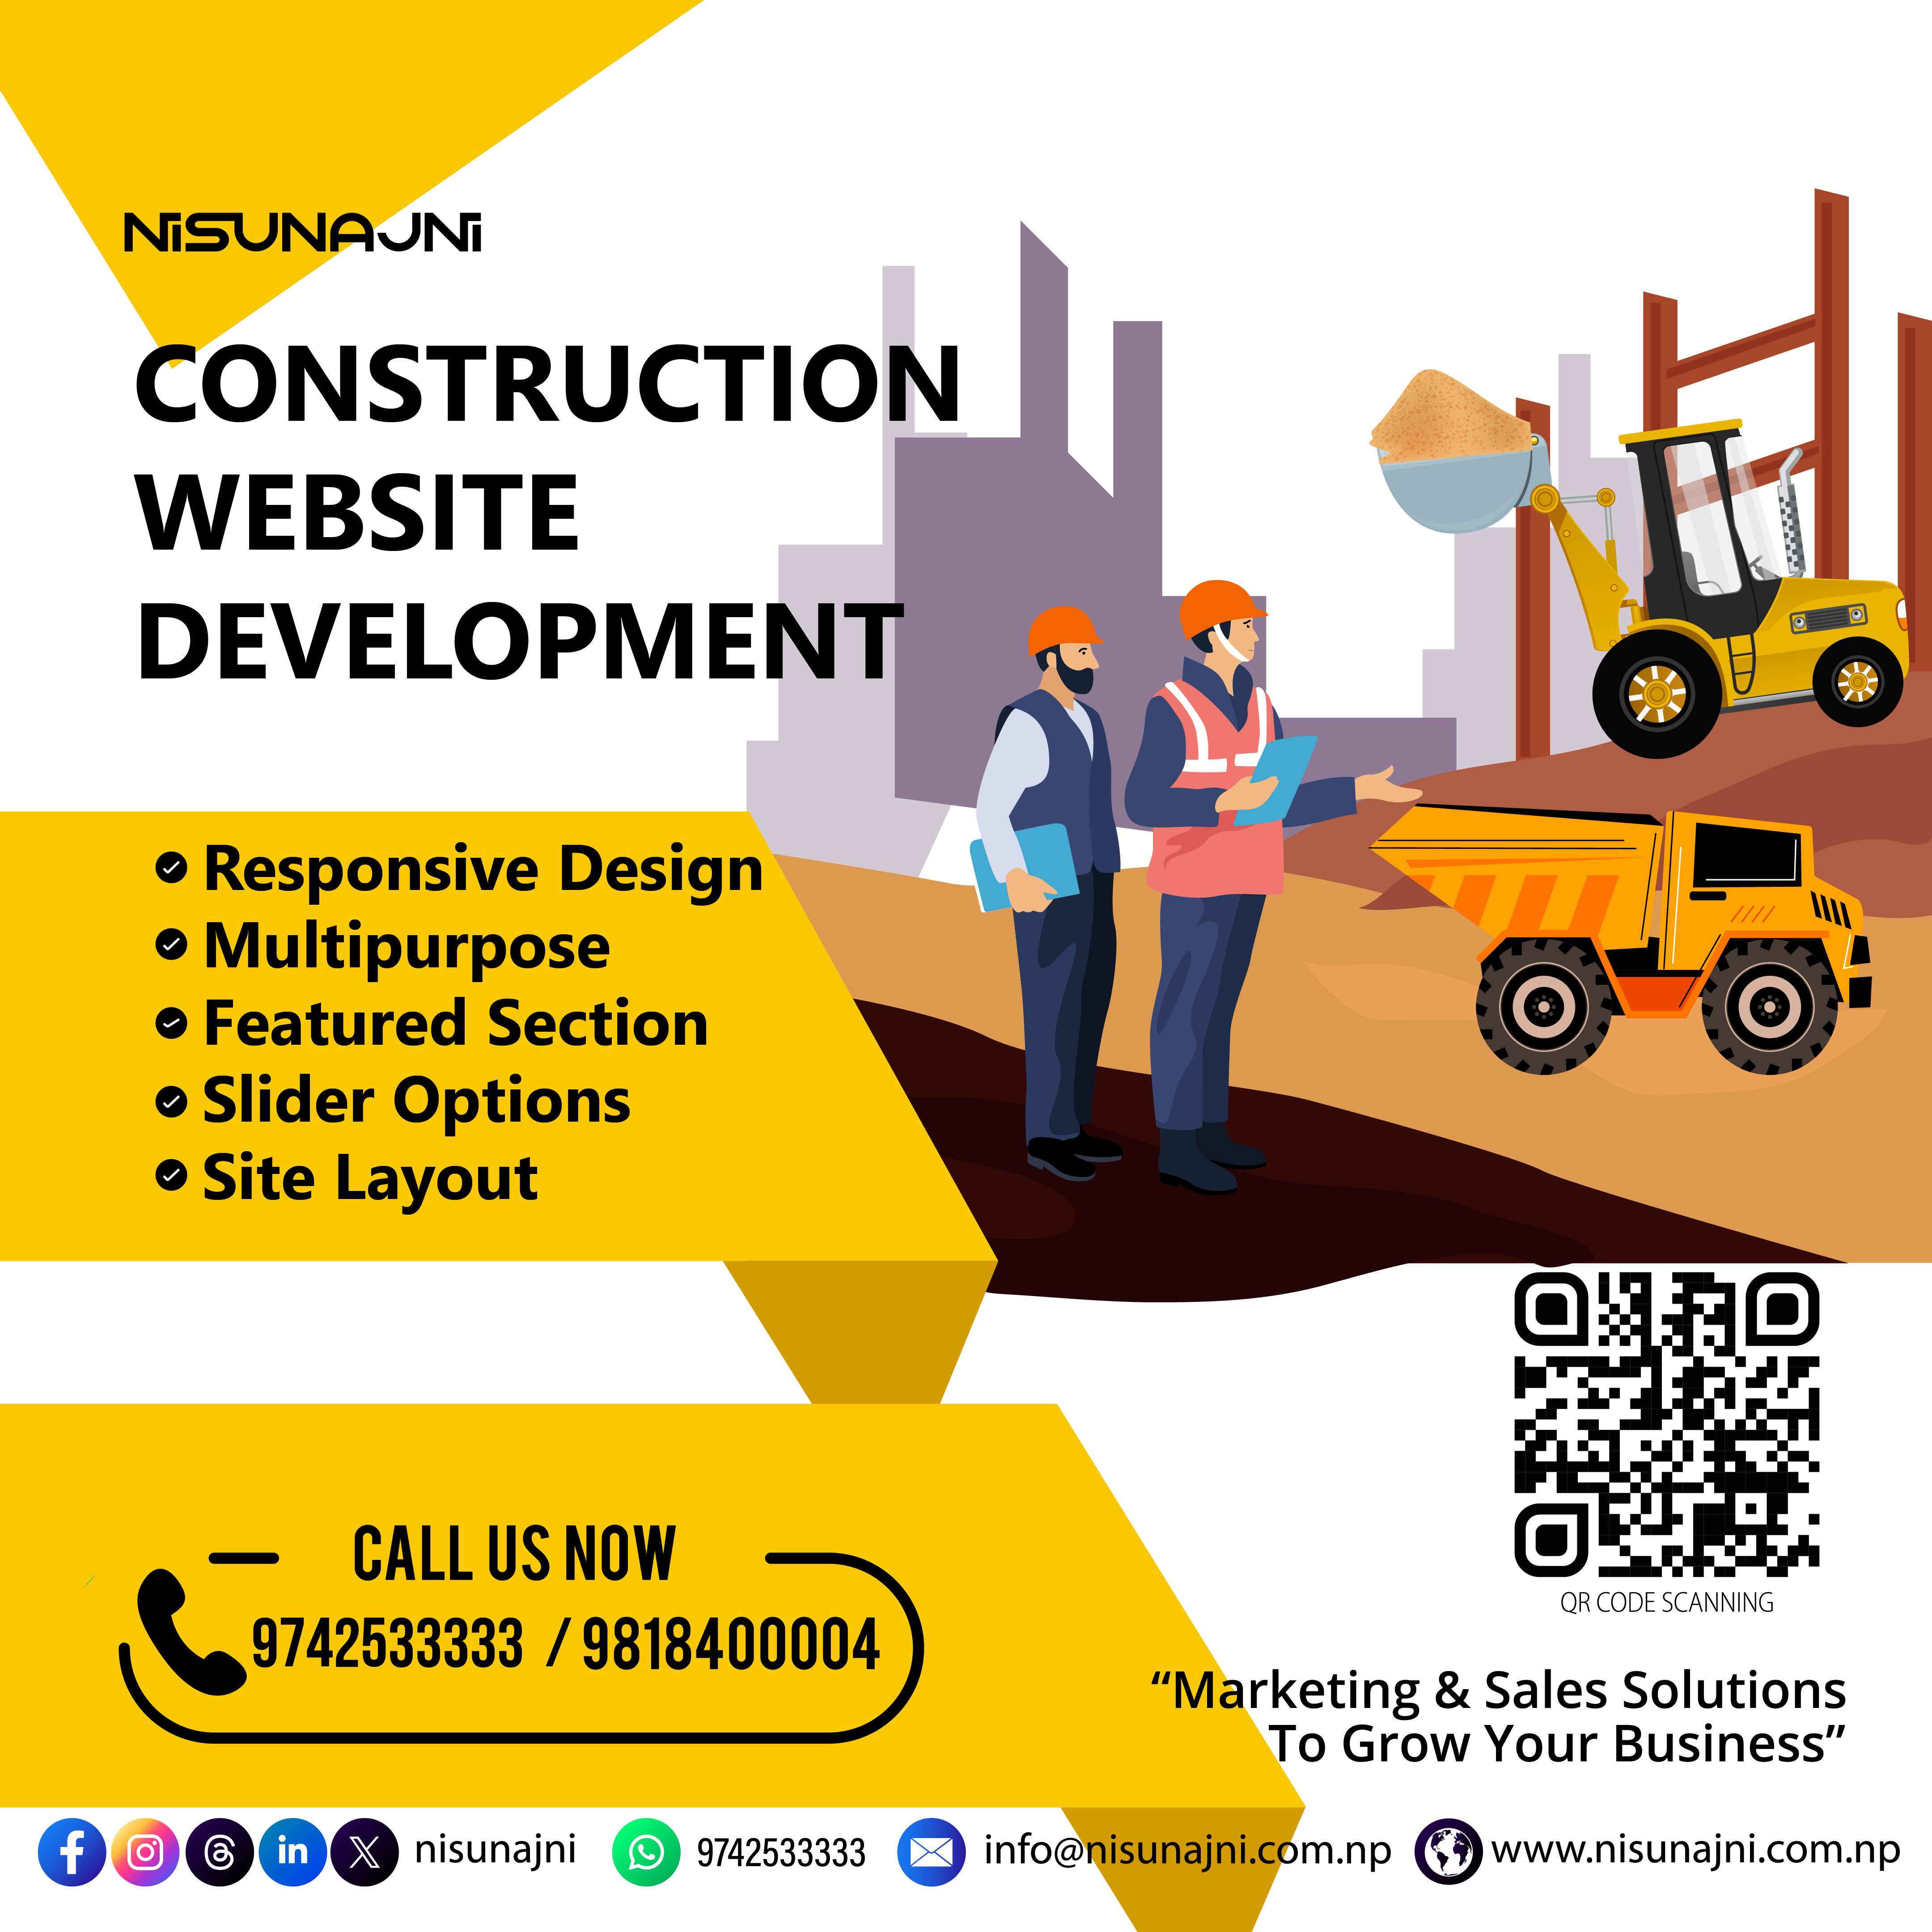 NiSUNAJNi
CONSTRUCTION
WEBSITE
DEVELOPMENT
Responsive Design
Multipurpose
Featured Section
Slider Options
Site Layout
CALL US NOW
9742533333 / 9818400004
QR CODE SCANNING
“Marketing & Sales Solutions
To Grow Your Business”
nisunajni 9742533333 info@nisunajni.com.np www.nisunajni.com.np